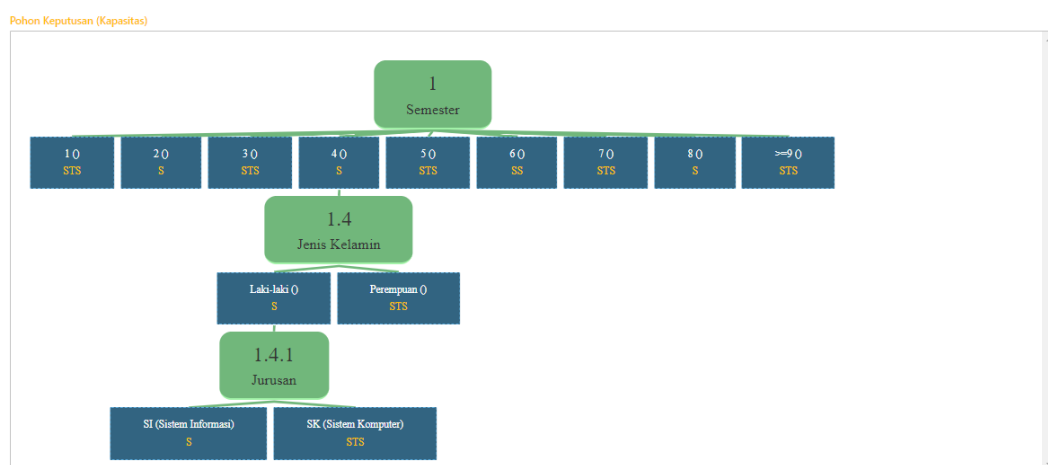 Pohon Keputusan (Kapasitas)
1
Semester
1 () 2 () 3 () 4 () 5 () 6 () 7 () 8 () >=9 ()
STS S STS S STS SS STS S STS
1.4
Jenis Kelamin
Laki-laki () Perempuan ()
S STS
1.4.1
Jurusan
SI (Sistem Informasi) SK (Sistem Komputer)
S STS